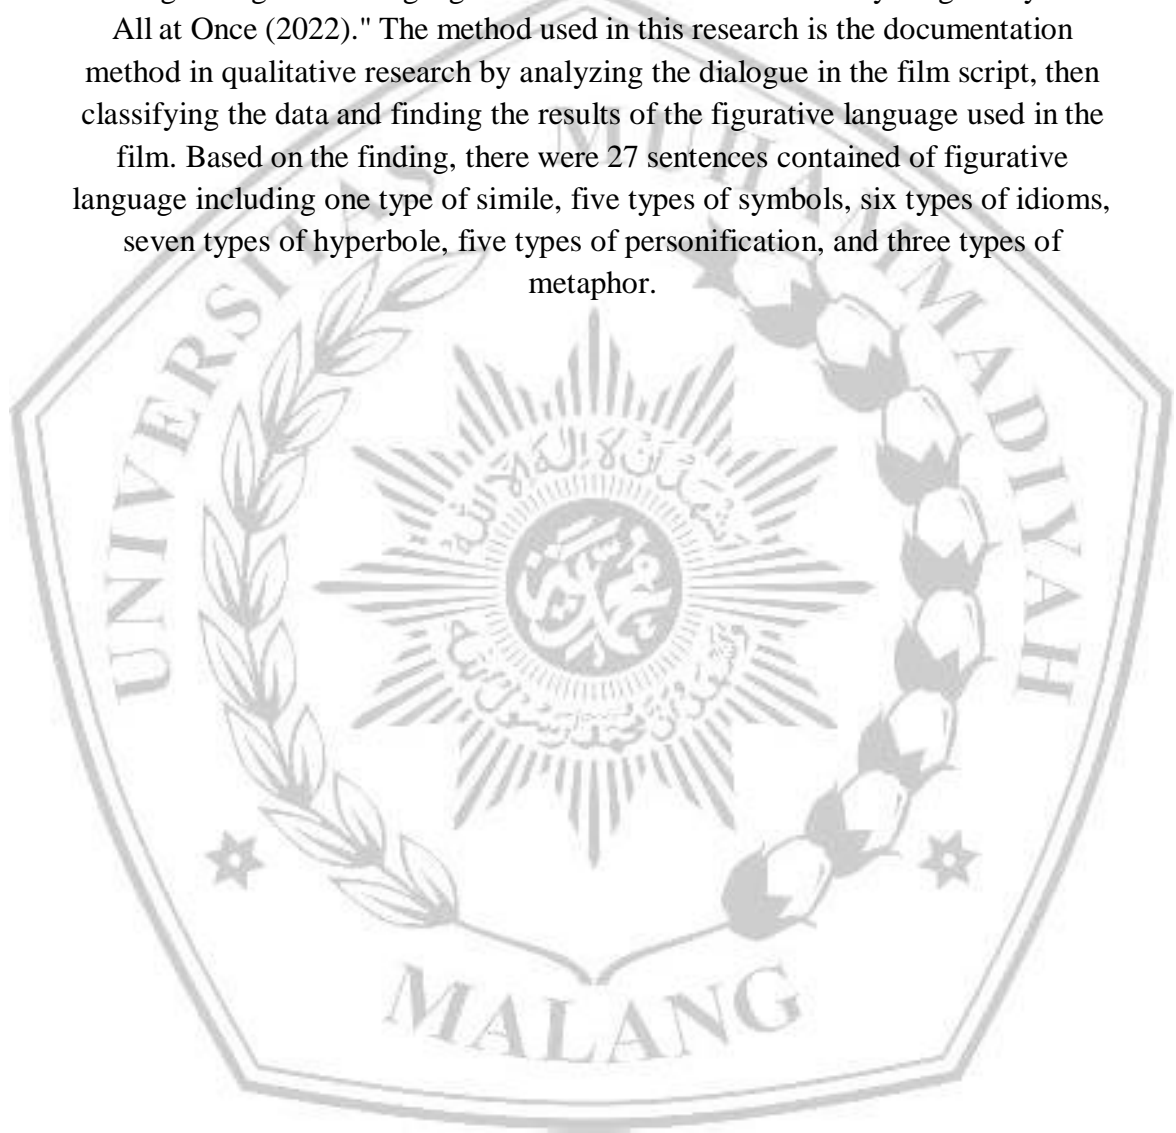 All at Once (2022)." The method used in this research is the documentation
method in qualitative research by analyzing the dialogue in the film script, then
classifying the data and finding the results of the figurative language used in the
film. Based on the finding, there were 27 sentences contained of figurative
language including one type of simile, five types of symbols, six types of idioms,
seven types of hyperbole, five types of personification, and three types of
metaphor.
UNIVERSITAS MUHAMMADIYAH
MALANG